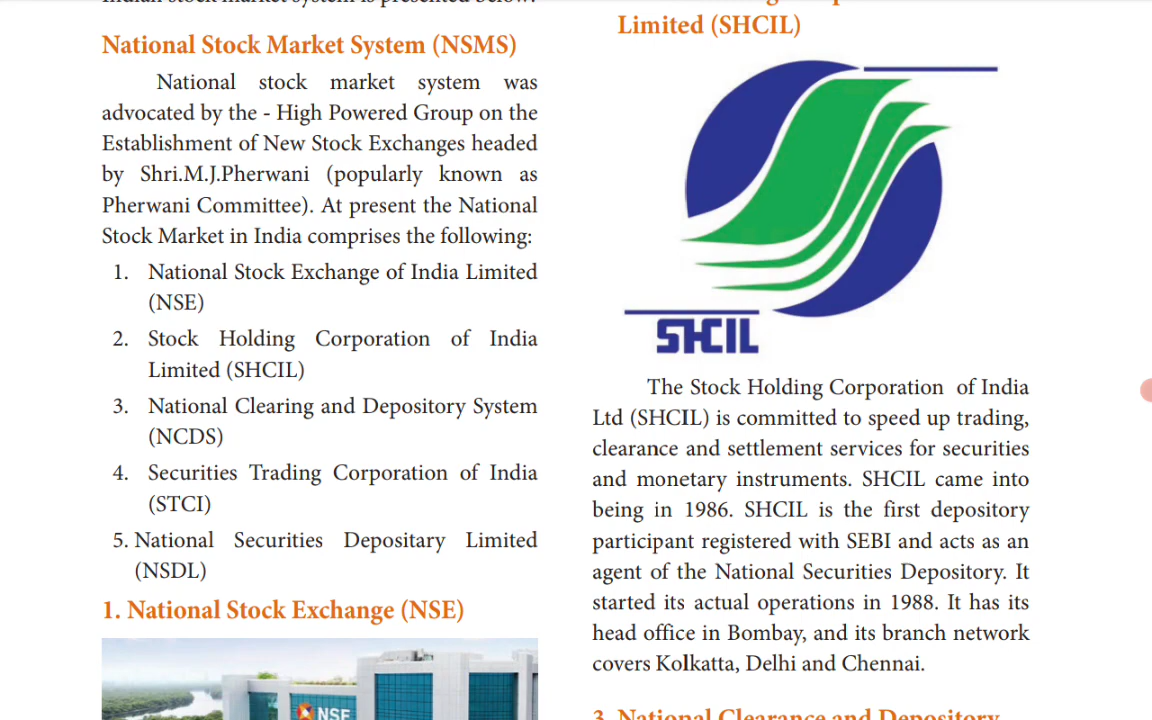 National Stock Market System (NSMS)
National stock market system was
advocated by the - High Powered Group on the
Establishment of New Stock Exchanges headed
by Shri.M.J.Pherwani (popularly known as
Pherwani Committee). At present the National
Stock Market in India comprises the following:
1. National Stock Exchange of India Limited
(NSE)
2. Stock Holding Corporation of India
Limited (SHCIL)
3. National Clearing and Depository System
(NCDS)
4. Securities Trading Corporation of India
(STCI)
5. National Securities Depositary Limited
(NSDL)
1. National Stock Exchange (NSE)
NSE
Limited (SHCIL)
SHCIL
The Stock Holding Corporation of India
Ltd (SHCIL) is committed to speed up trading,
clearance and settlement services for securities
and monetary instruments. SHCIL came into
being in 1986. SHCIL is the first depository
participant registered with SEBI and acts as an
agent of the National Securities Depository. It
started its actual operations in 1988. It has its
head office in Bombay, and its branch network
covers Kolkatta, Delhi and Chennai.
3. National Clearance and Depository